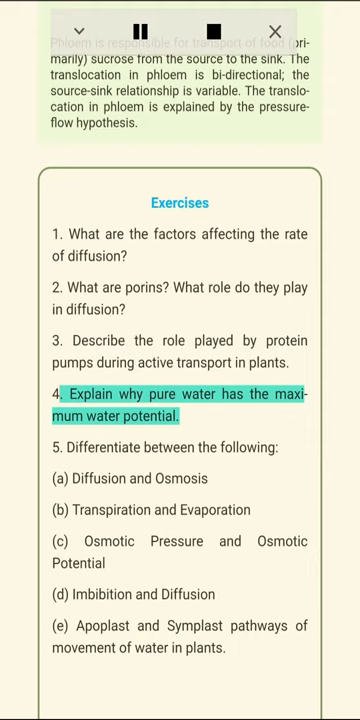 Phloem is responsible for transport of food (pri-
marily) sucrose from the source to the sink. The
translocation in phloem is bi-directional; the
source-sink relationship is variable. The translo-
cation in phloem is explained by the pressure-
flow hypothesis.
Exercises
1. What are the factors affecting the rate
of diffusion?
2. What are porins? What role do they play
in diffusion?
3. Describe the role played by protein
pumps during active transport in plants.
4. Explain why pure water has the maxi-
mum water potential.
5. Differentiate between the following:
(a) Diffusion and Osmosis
(b) Transpiration and Evaporation
(c) Osmotic Pressure and Osmotic
Potential
(d) Imbibition and Diffusion
(e) Apoplast and Symplast pathways of
movement of water in plants.